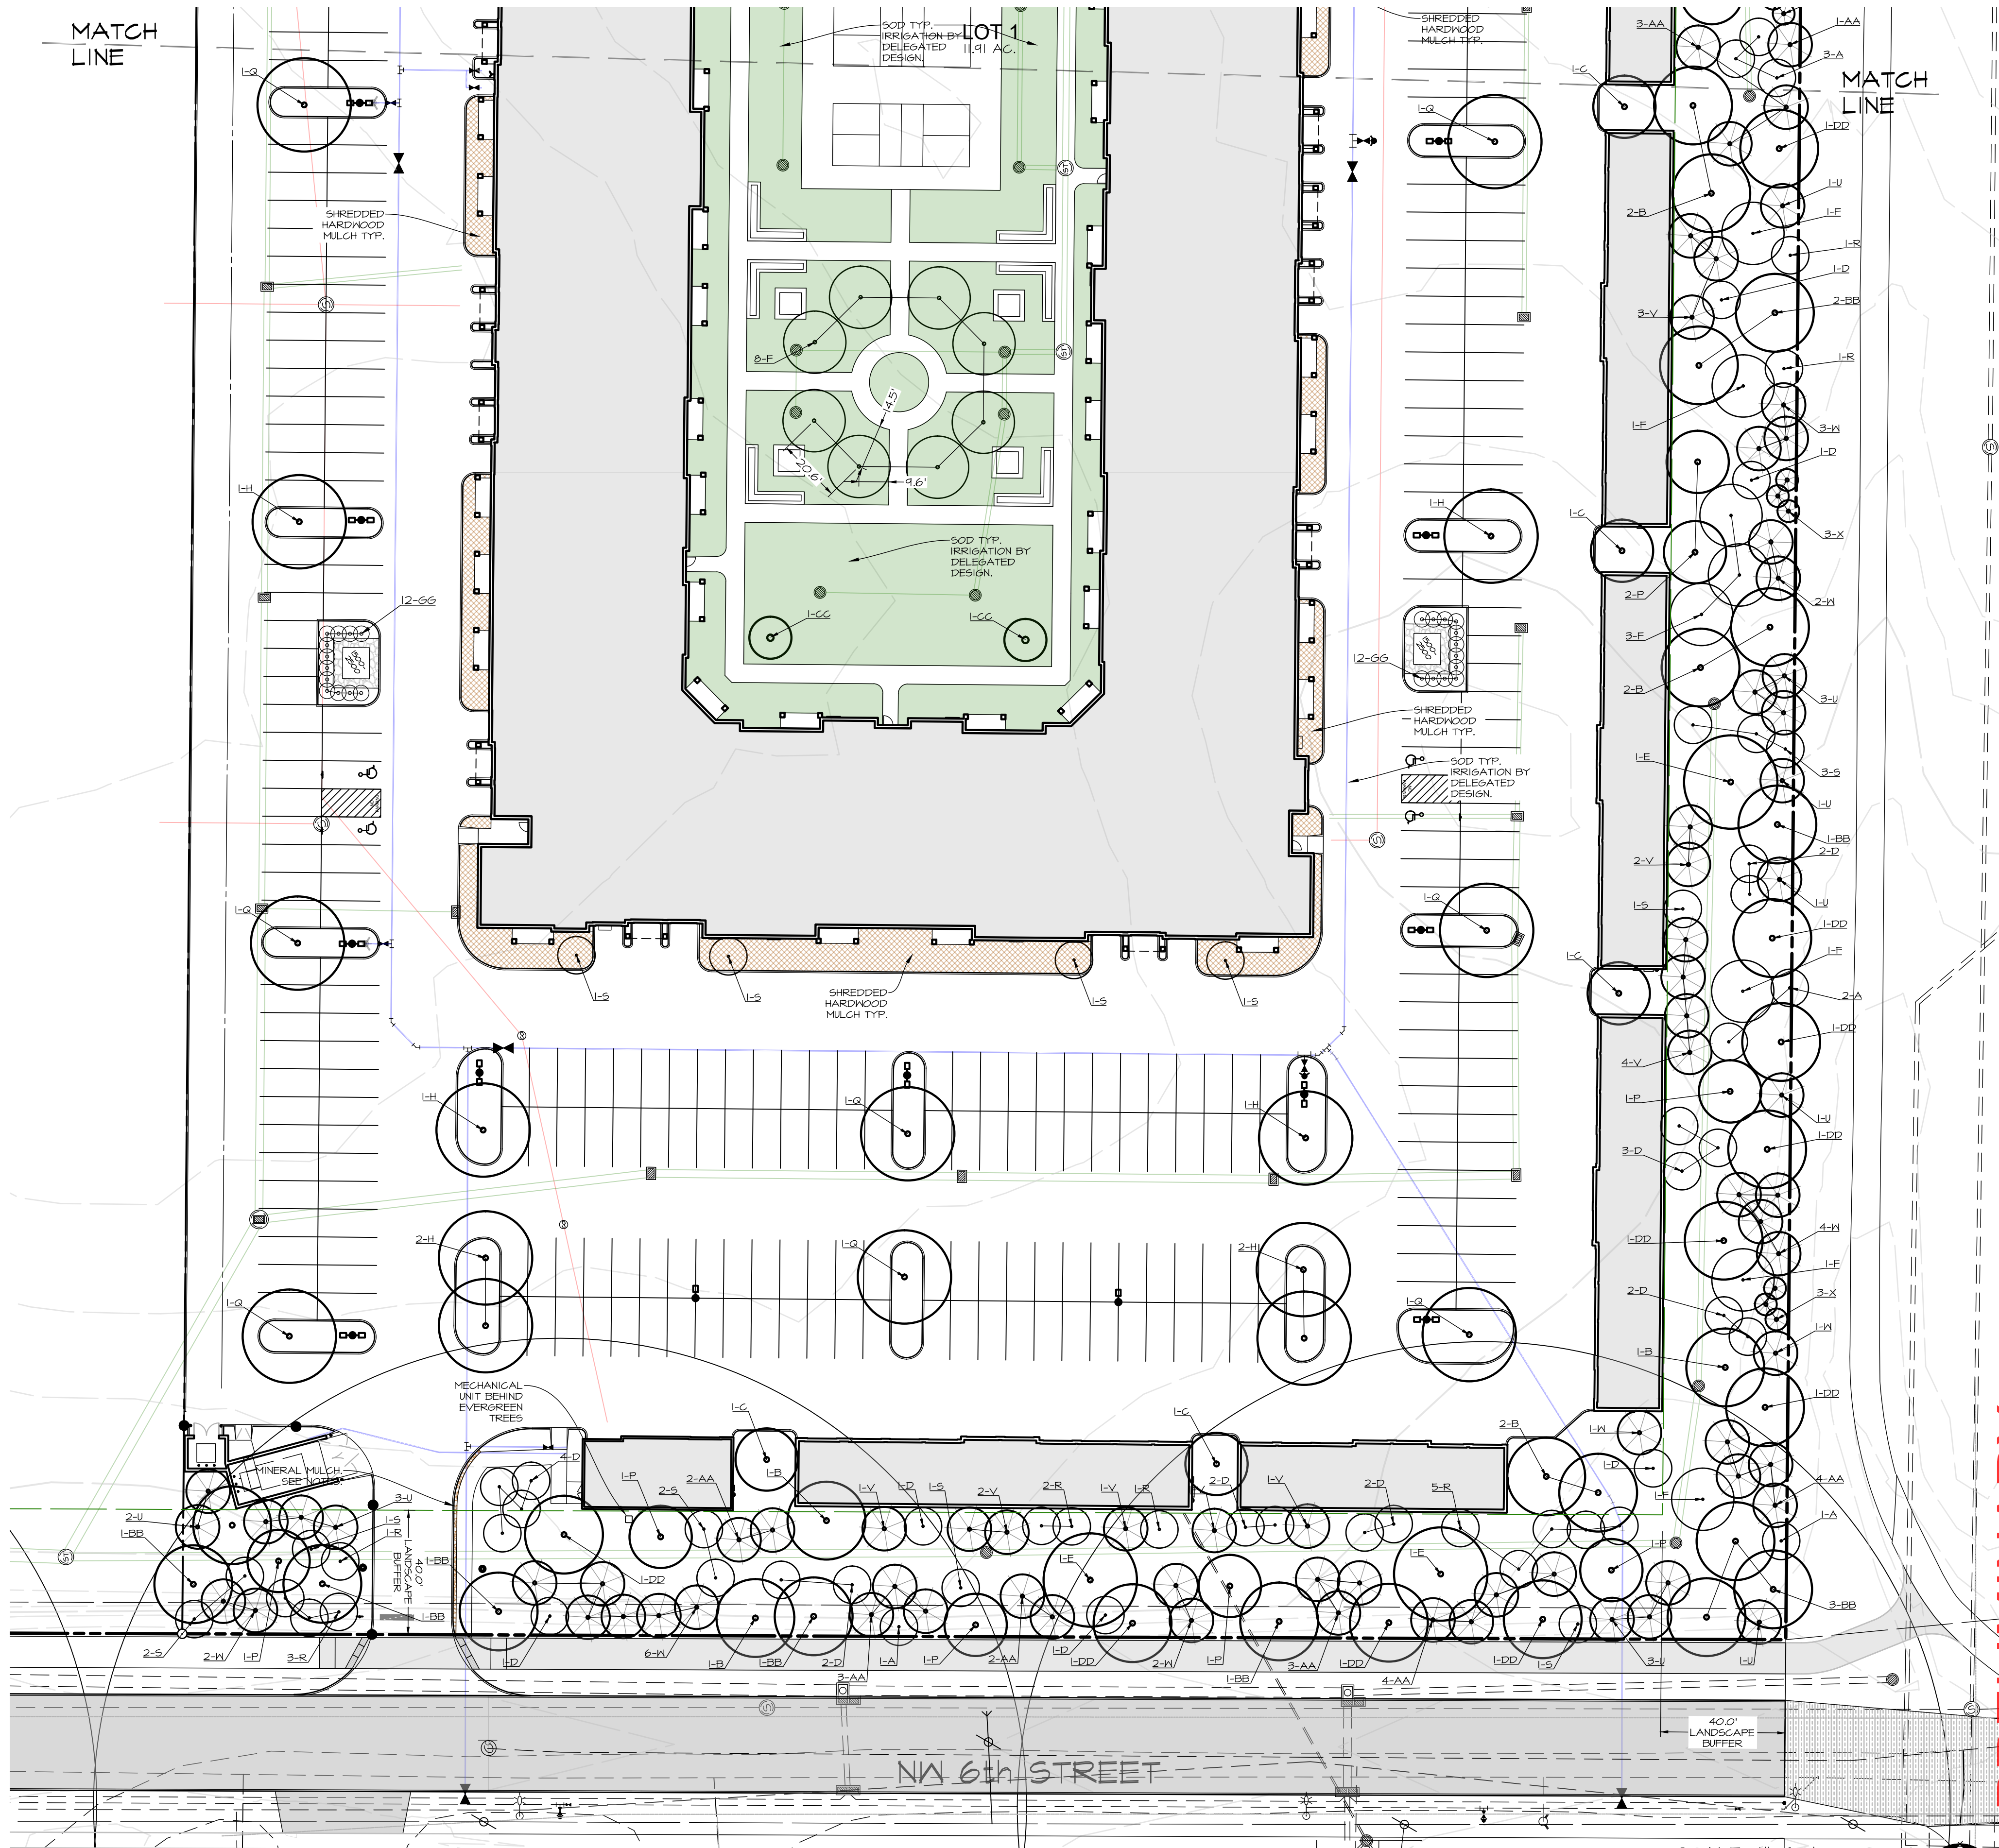 MATCH
LINE
SOD TYP.
IRRIGATION BY
DELEGATED
DESIGN.
LOT 1
11.91 AC.
SHREDDED
HARDWOOD
MULCH TYP.
3-AA
1-AA
3-A
MATCH
LINE
1-Q
1-Q
1-C
1-DD
1-U
1-F
1-R
1-D
2-BB
2-B
3-V
1-R
1-F
3-W
1-D
3-X
SHREDDED
HARDWOOD
MULCH TYP.
ST
ST
S
8-F
14.5'
20.6'
9.6'
S
1-H
1-H
1-C
2-P
2-W
3-F
2-B
3-U
SOD TYP.
IRRIGATION BY
DELEGATED
DESIGN.
1-CC
1-CC
12-GG
12-GG
SHREDDED
HARDWOOD
MULCH TYP.
SOD TYP.
IRRIGATION BY
DELEGATED
DESIGN.
1-E
3-S
1-U
1-BB
2-V
2-D
1-S
1-U
1-DD
1-F
S
S
1-Q
1-Q
1-C
2-A
1-DD
4-V
1-S
1-S
1-S
1-S
SHREDDED
HARDWOOD
MULCH TYP.
1-H
1-Q
1-H
1-P
1-U
1-DD
3-D
2-H
1-Q
2-H
1-DD
4-W
1-F
2-D
3-X
1-W
1-Q
1-Q
1-B
1-DD
MECHANICAL
UNIT BEHIND
EVERGREEN
TREES
1-C
1-C
2-B
1-W
1-D
4-AA
1-F
1-A
MINERAL MULCH.
SEE NOTES.
4-D
1-P
2-S
2-AA
1-B
1-V
1-D
1-S
2-V
2-R
1-V
1-R
2-D
1-V
2-D
5-R
3-U
2-U
1-BB
1-S
1-R
40.0'
LANDSCAPE
BUFFER
1-BB
1-DD
1-E
1-E
1-P
ST
1-BB
3-BB
2-S
2-W
1-P
3-R
1-D
6-W
1-B
1-BB
2-D
3-AA
1-A
1-P
2-AA
1-D
1-DD
2-W
1-P
1-BB
3-AA
1-DD
4-AA
1-DD
1-S
3-U
1-U
S
S
40.0'
LANDSCAPE
BUFFER
NW 6th STREET